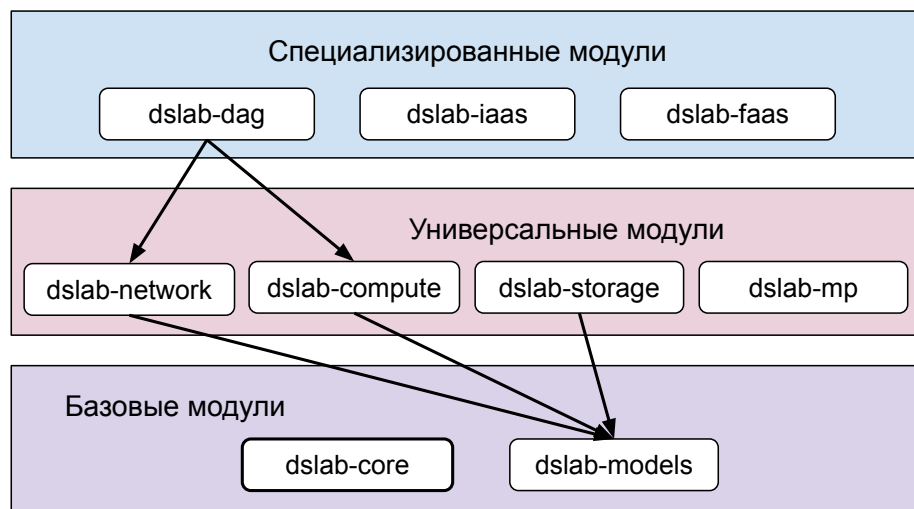 Специализированные модули
dslab-dag
dslab-iaas
dslab-faas
Универсальные модули
dslab-network
dslab-compute
dslab-storage
dslab-mp
Базовые модули
dslab-core
dslab-models